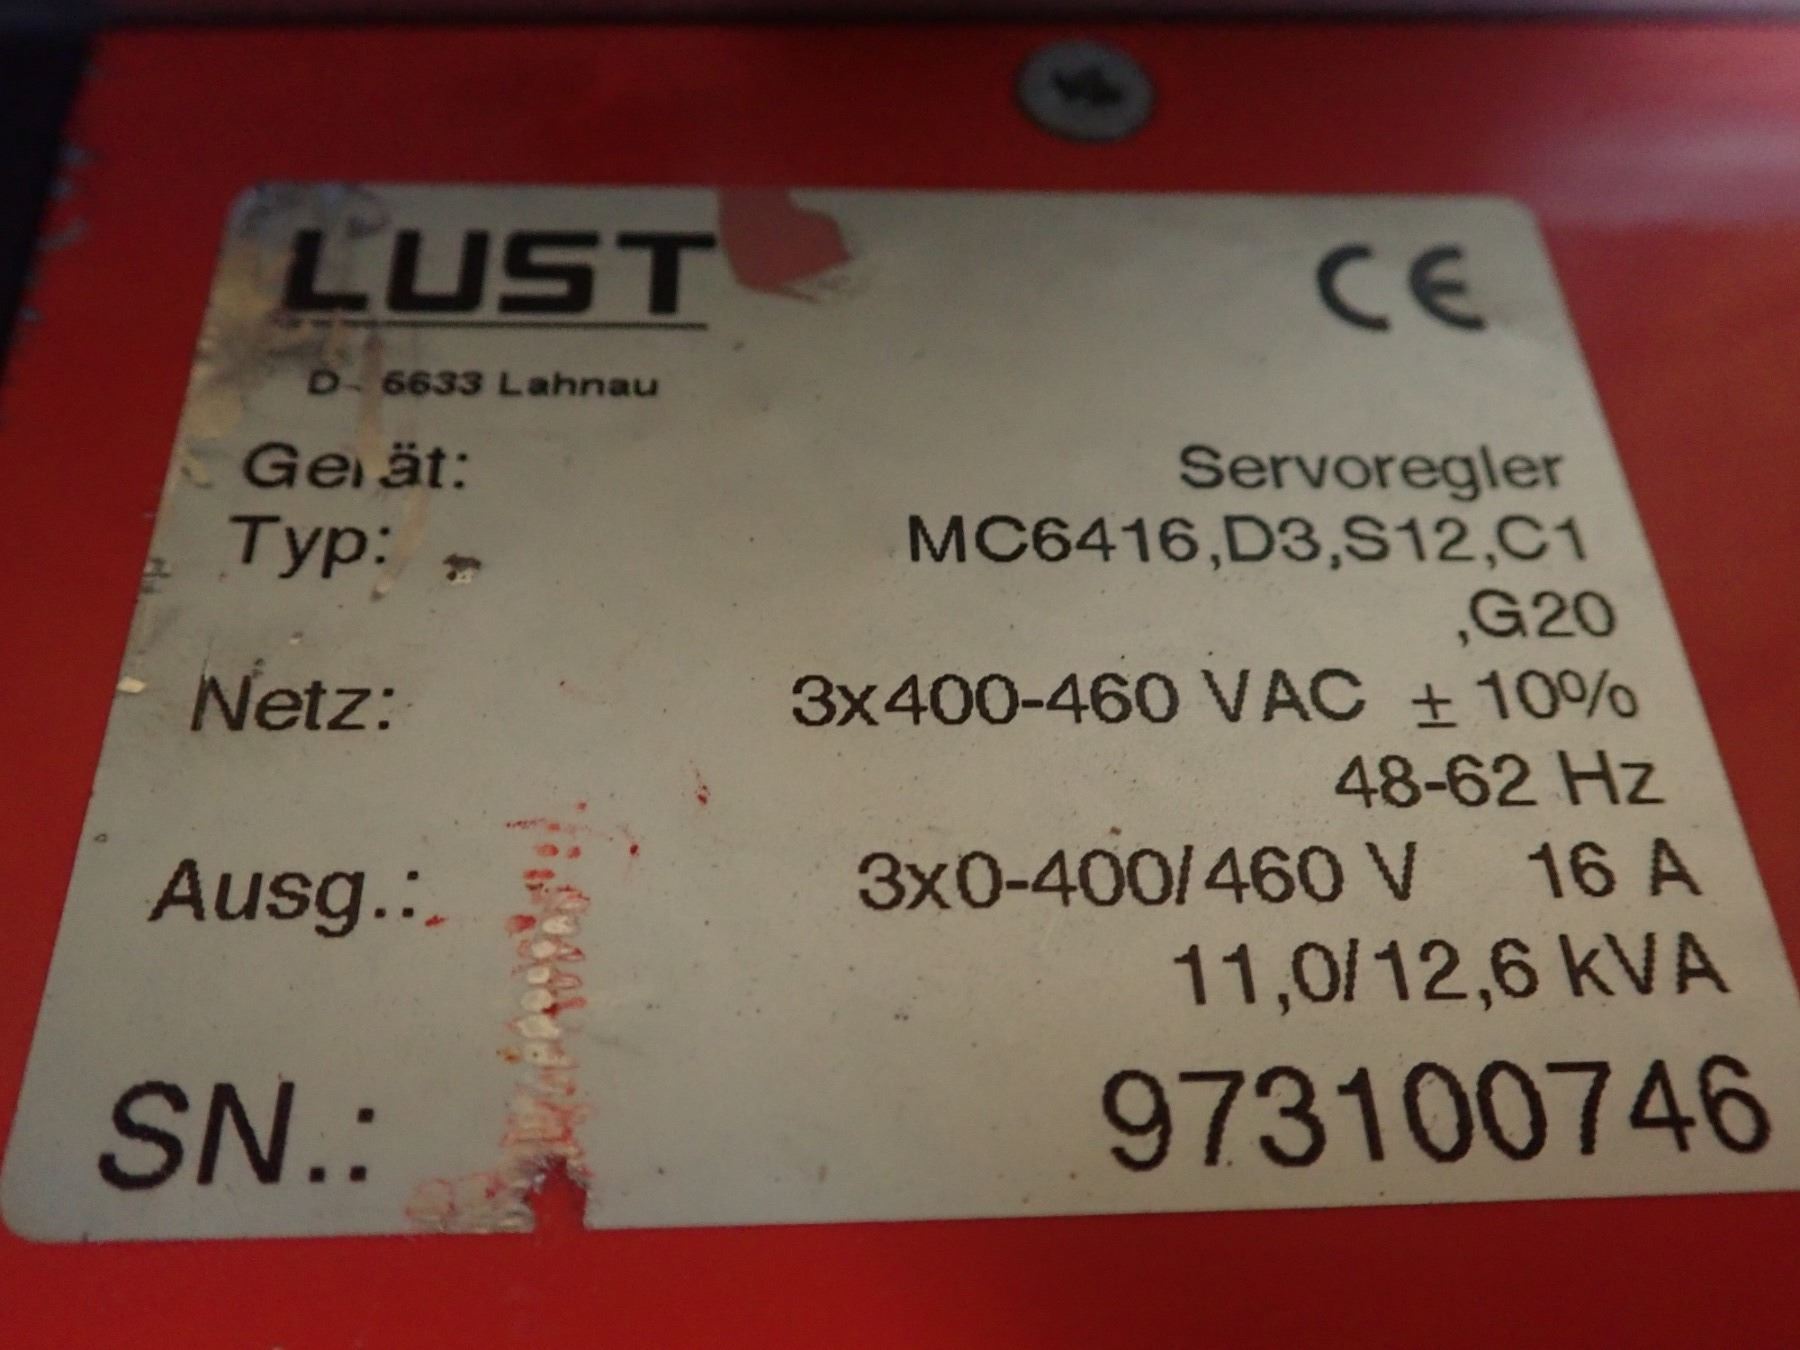 LUST
CE
D- 6633 Lahnau
Gerät: Servoregler
Typ: MC6416,D3,S12,C1
,G20
Netz: 3x400-460 VAC ± 10%
48-62 Hz
Ausg.: 3x0-400/460 V 16 A
11,0/12,6 kVA
SN.: 973100746